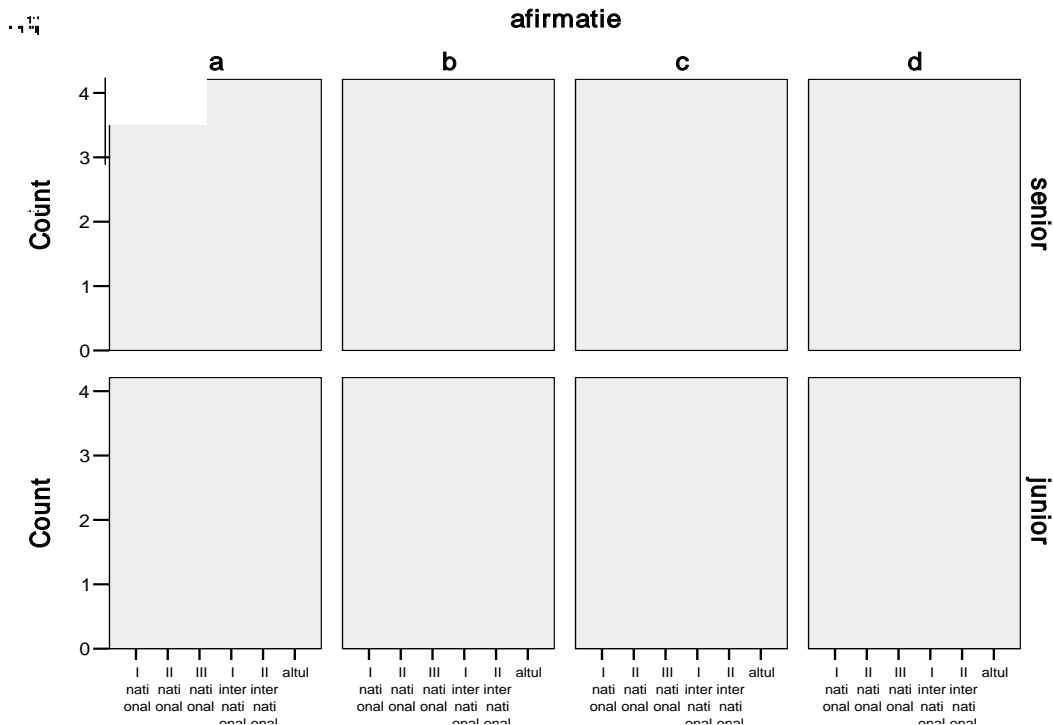 afirmatie
a b c d
4
3
2
1
0
Count
senior
4
3
2
1
0
Count
junior
I II III I II altul I II III I II altul I II III I II altul I II III I II altul
nati nati nati inter inter nati nati nati inter inter nati nati nati inter inter nati nati nati inter inter
onal onal onal nati nati onal onal onal nati nati onal onal onal nati nati onal onal onal nati nati
onal onal onal onal onal onal onal onal